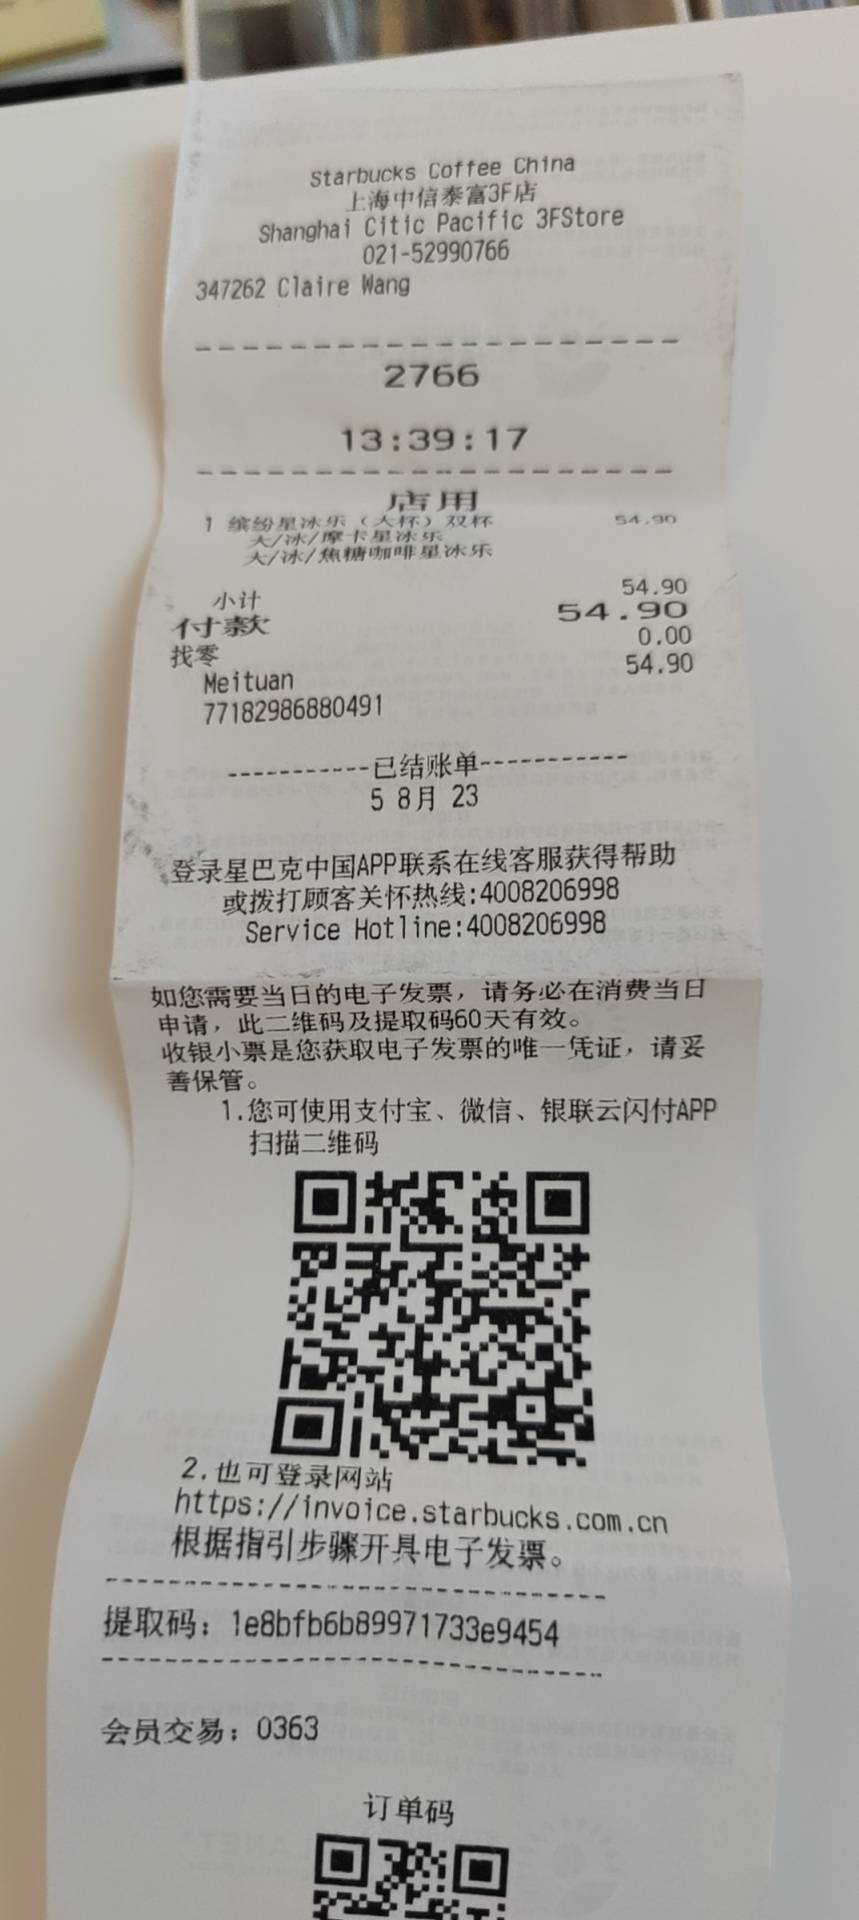 Starbucks Coffee China
上海中信泰富3F店
Shanghai Citic Pacific 3FStore
021-52990766
347262 Claire Wang
2766
13:39:17
店用
1 缤纷星冰乐（大杯）双杯 54.90
大/冰/摩卡星冰乐
大/冰/焦糖咖啡星冰乐
小计 54.90
付款 54.90
找零 0.00
Meituan 54.90
77182986880491
-----------已结账单-----------
5 8月 23
登录星巴克中国APP联系在线客服获得帮助
或拨打顾客关怀热线:4008206998
Service Hotline:4008206998
如您需要当日的电子发票，请务必在消费当日
申请，此二维码及提取码60天有效。
收银小票是您获取电子发票的唯一凭证，请妥
善保管。
1.您可使用支付宝、微信、银联云闪付APP
扫描二维码
2.也可登录网站
https://invoice.starbucks.com.cn
根据指引步骤开具电子发票。
提取码：1e8bfb6b89971733e9454
会员交易：0363
订单码